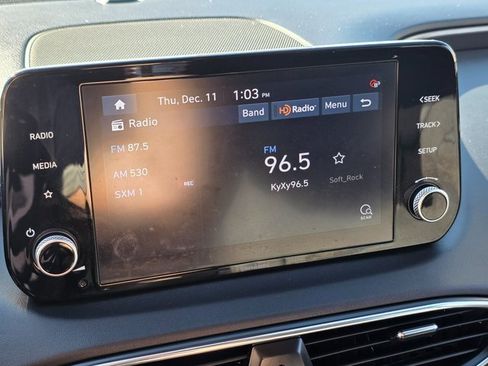 Thu, Dec. 11 1:03 PM
Radio
Band HD Radio Menu
FM 87.5
AM 530
SXM 1
REC
FM
96.5
KyXy96.5
Soft_Rock
SCAN
RADIO
MEDIA
<SEEK
TRACK>
SETUP